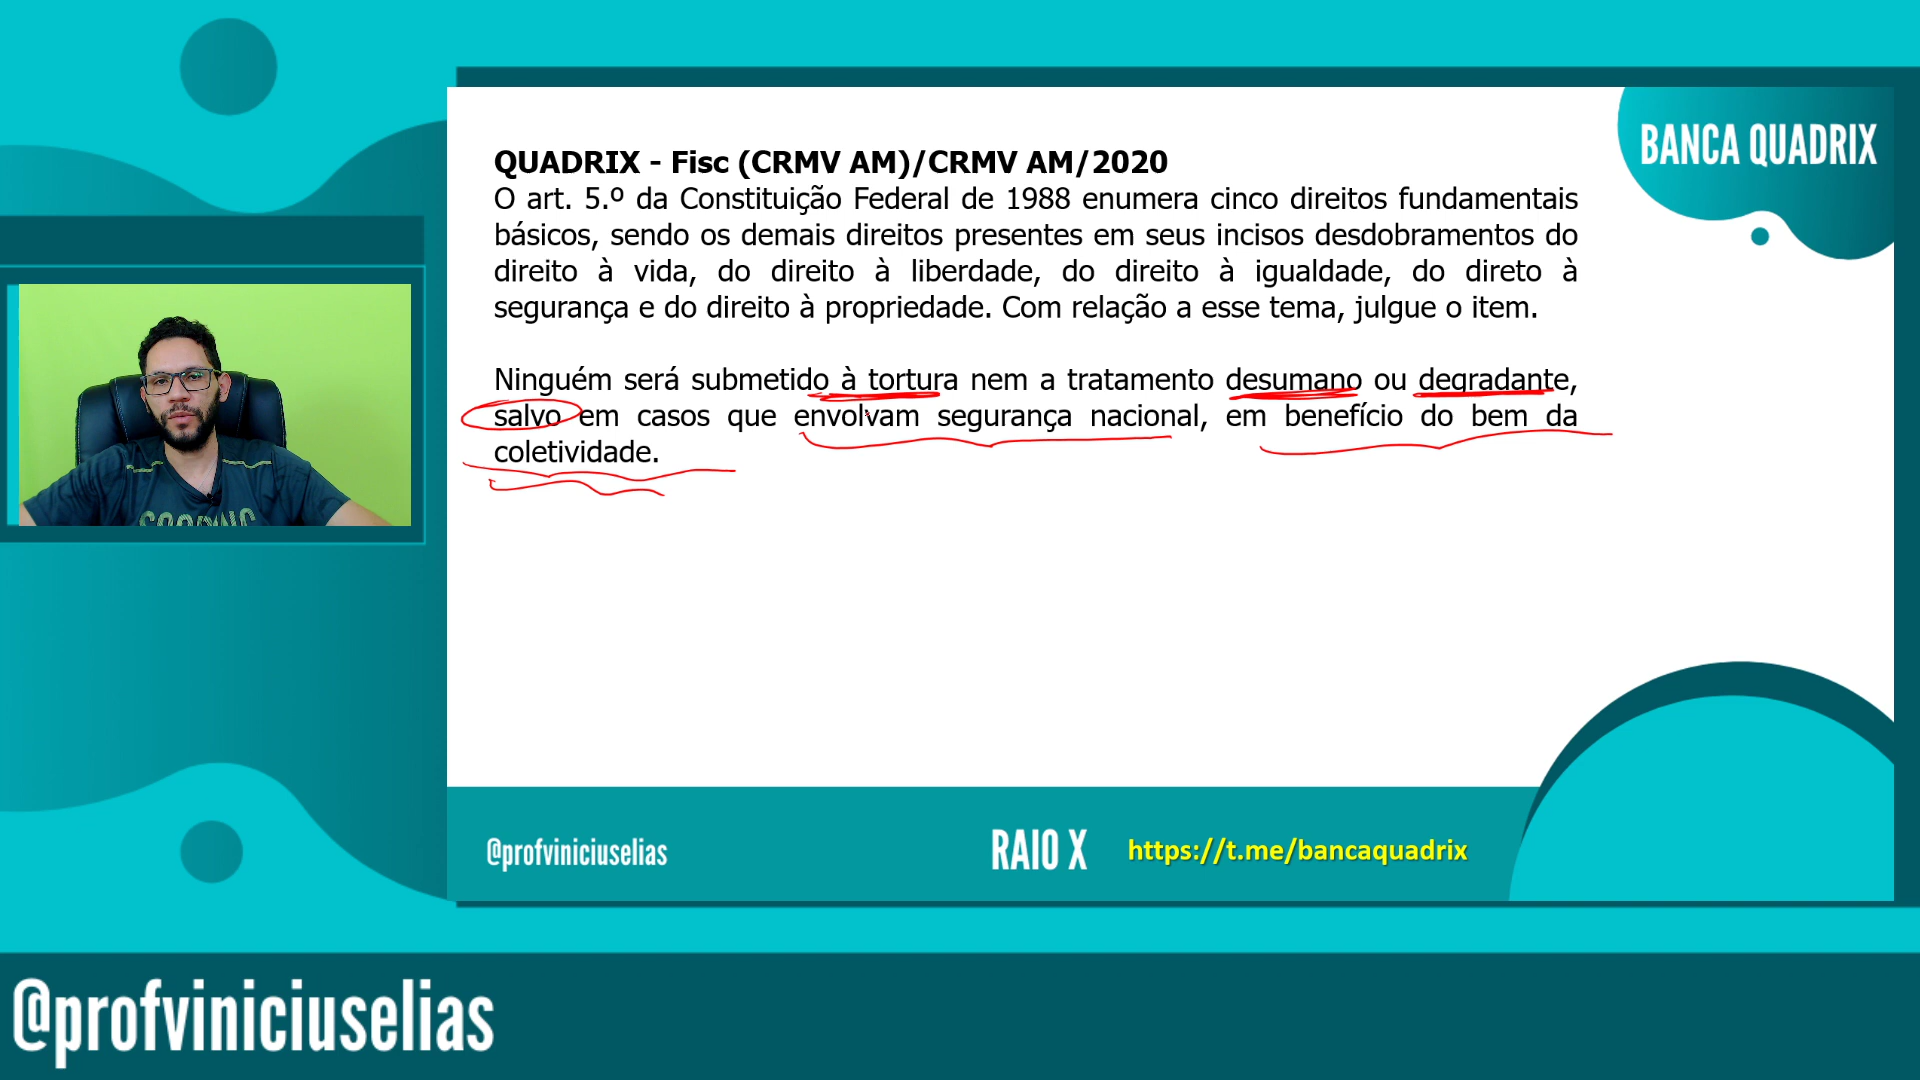 BANCA QUADRIX
QUADRIX - Fisc (CRMV AM)/CRMV AM/2020
O art. 5.º da Constituição Federal de 1988 enumera cinco direitos fundamentais
básicos, sendo os demais direitos presentes em seus incisos desdobramentos do
direito à vida, do direito à liberdade, do direito à igualdade, do direto à
segurança e do direito à propriedade. Com relação a esse tema, julgue o item.
Ninguém será submetido à tortura nem a tratamento desumano ou degradante,
salvo em casos que envolvam segurança nacional, em benefício do bem da
coletividade.
@profviniciuselias
RAIO X
https://t.me/bancaquadrix
@profviniciuselias